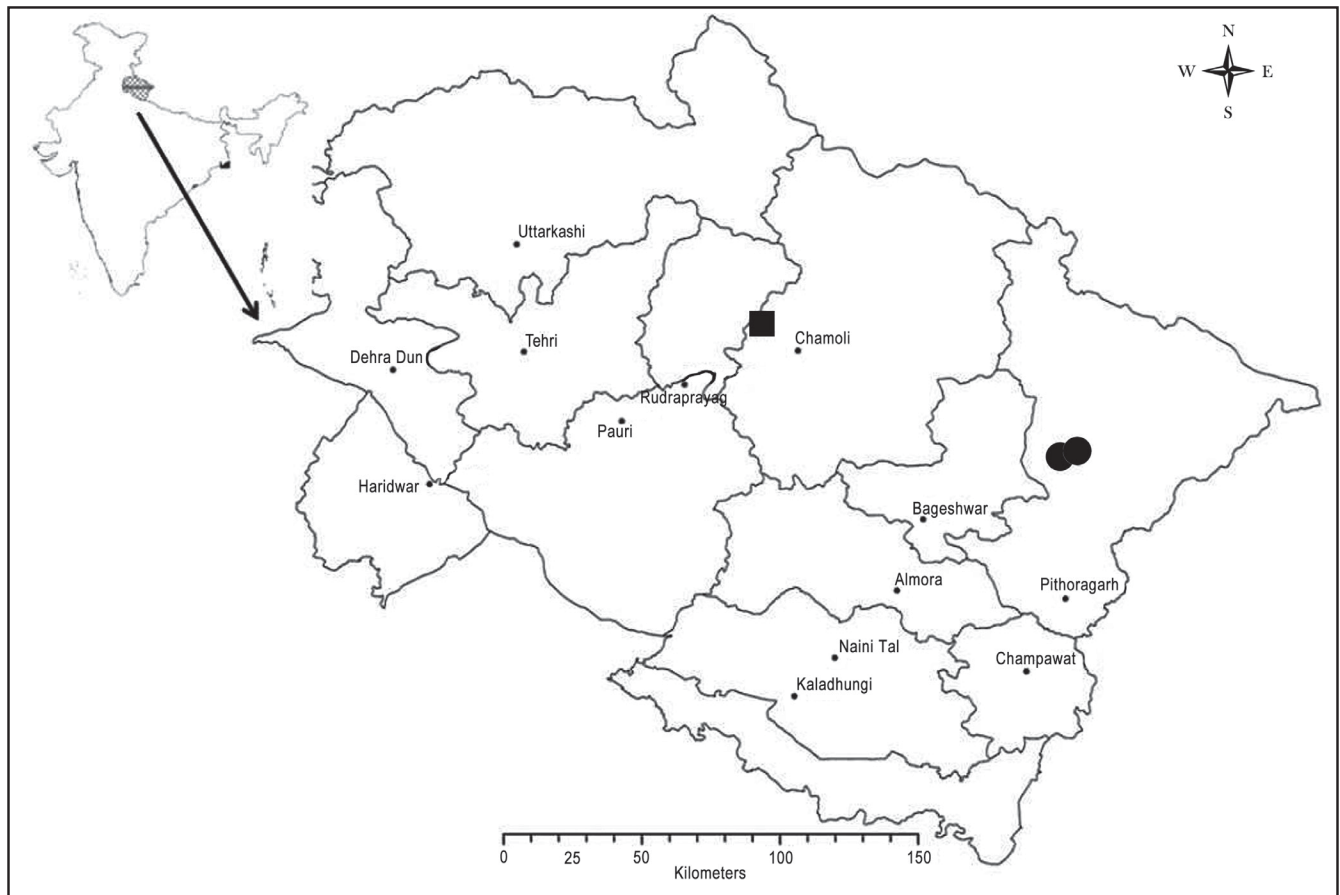 N
W E
S
Uttarkashi
Tehri
Chamoli
Dehra Dun
Rudraprayag
Pauri
Haridwar
Bageshwar
Almora
Pithoragarh
Naini Tal
Champawat
Kaladhungi
0 25 50 100 150
Kilometers